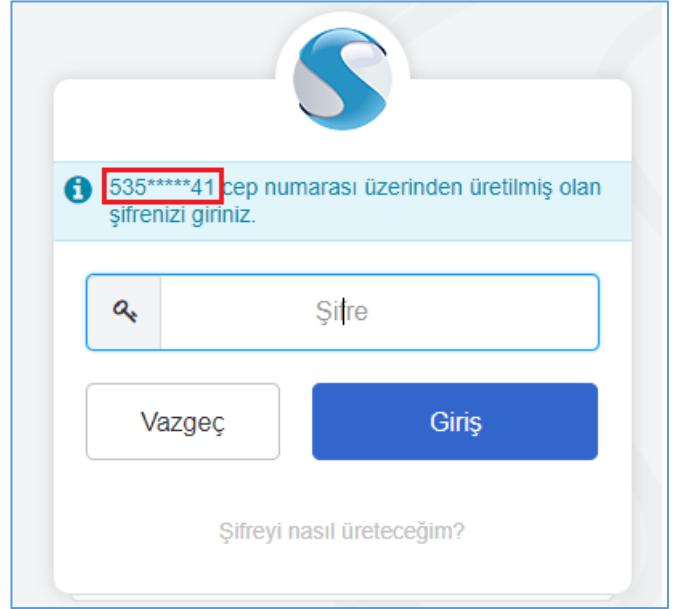 535*****41 cep numarası üzerinden üretilmiş olan
şifrenizi giriniz.
Şifre
Vazgeç
Giriş
Şifreyi nasıl üreteceğim?